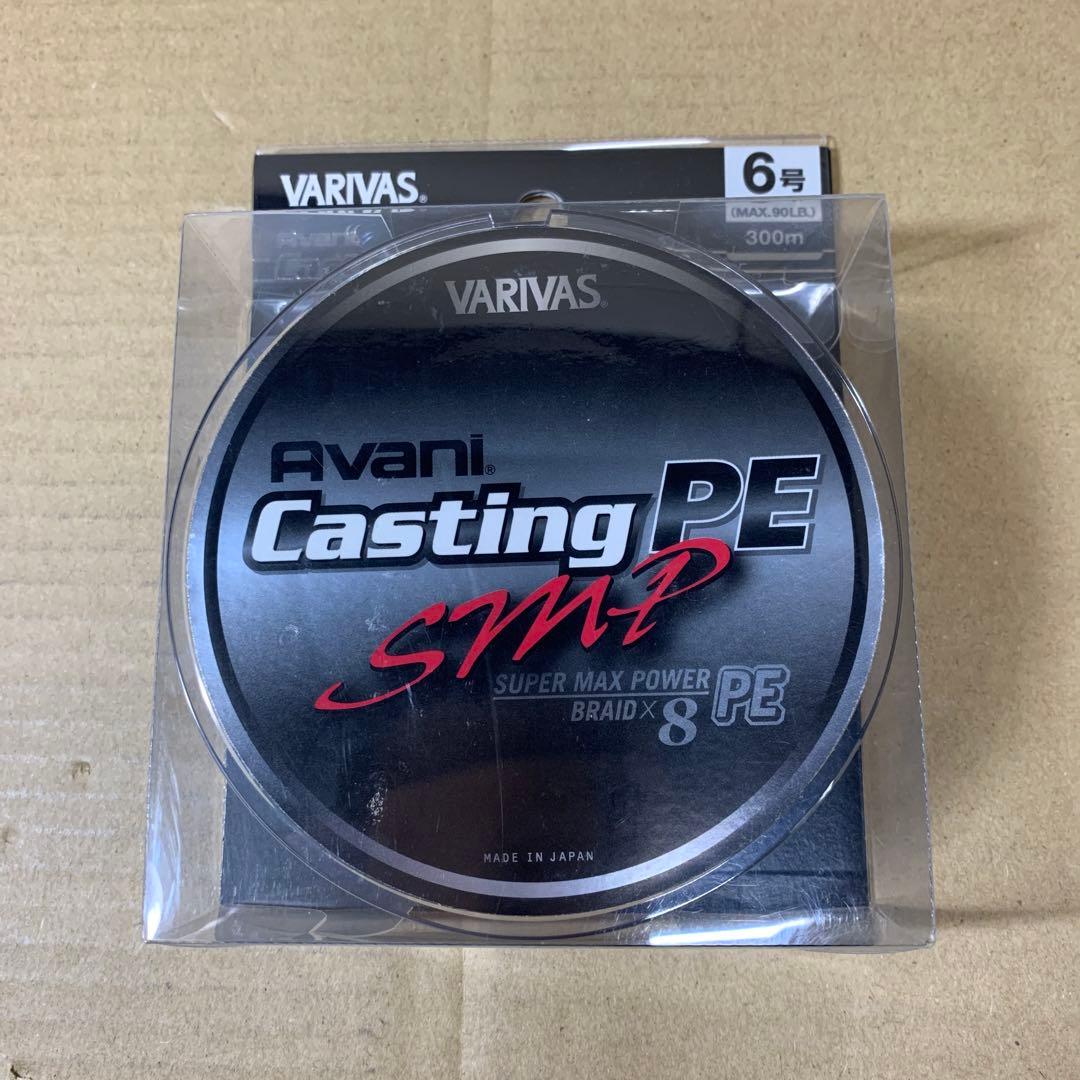 VARIVAS®
6号
(MAX.90LB.)
300m
Avani
VARIVAS®
Avani®
Casting PE
SMP
SUPER MAX POWER
BRAID×8 PE
MADE IN JAPAN